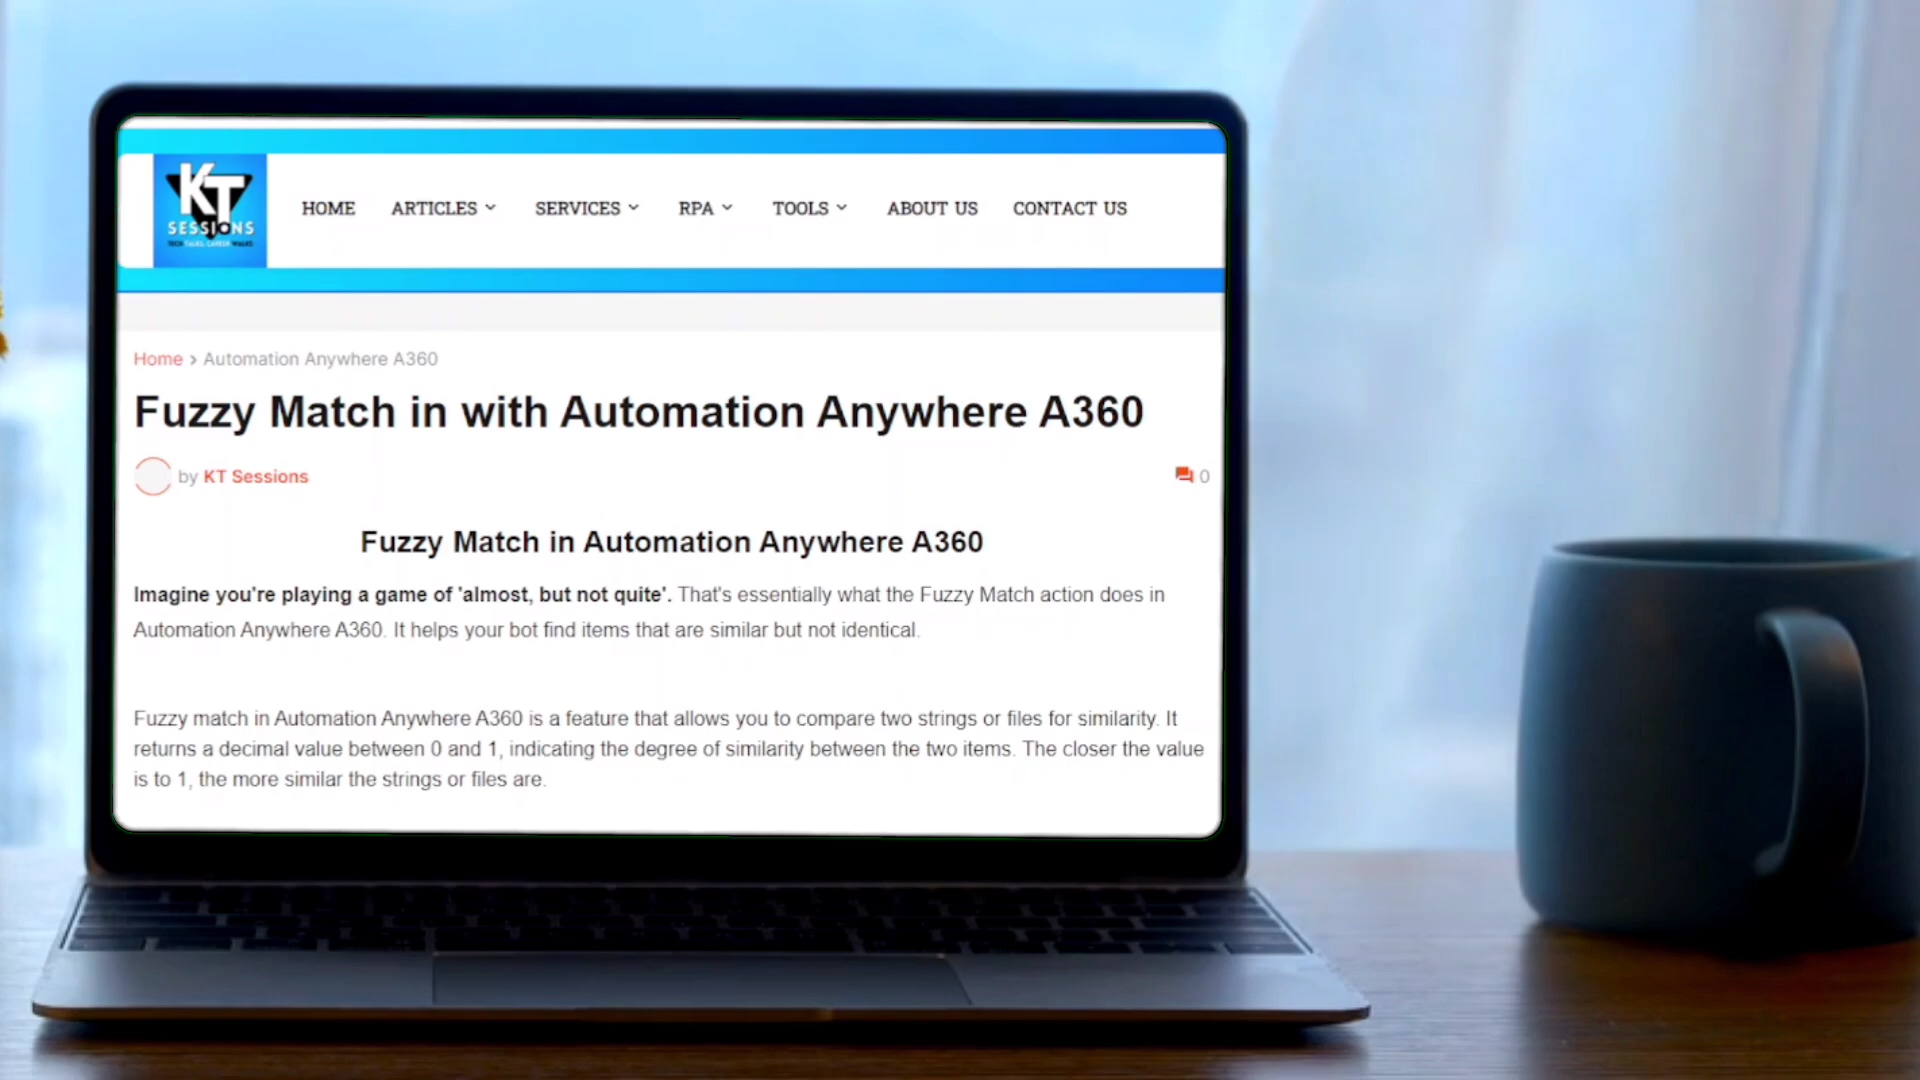 KT
SESSIONS
TECH TALKS, CAREER WALKS
HOME ARTICLES SERVICES RPA TOOLS ABOUT US CONTACT US
Home > Automation Anywhere A360
Fuzzy Match in with Automation Anywhere A360
by KT Sessions 0
Fuzzy Match in Automation Anywhere A360
Imagine you're playing a game of 'almost, but not quite'. That's essentially what the Fuzzy Match action does in
Automation Anywhere A360. It helps your bot find items that are similar but not identical.
Fuzzy match in Automation Anywhere A360 is a feature that allows you to compare two strings or files for similarity. It
returns a decimal value between 0 and 1, indicating the degree of similarity between the two items. The closer the value
is to 1, the more similar the strings or files are.